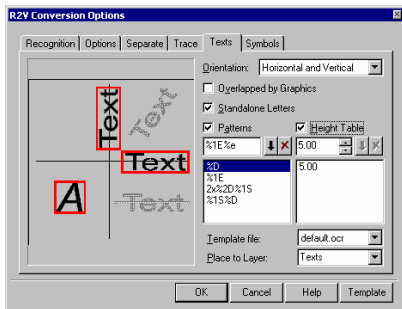 R2V Conversion Options
Recognition Options Separate Trace Texts Symbols
Orientation: Horizontal and Vertical
Overlapped by Graphics
Standalone Letters
Patterns Height Table
%1E%e 5.00
%D 5.00
%1E
2x%2D%1S
%1S%D
Text
Text
Text
A
Text
Template file: default.ocr
Place to Layer: Texts
OK Cancel Help Template